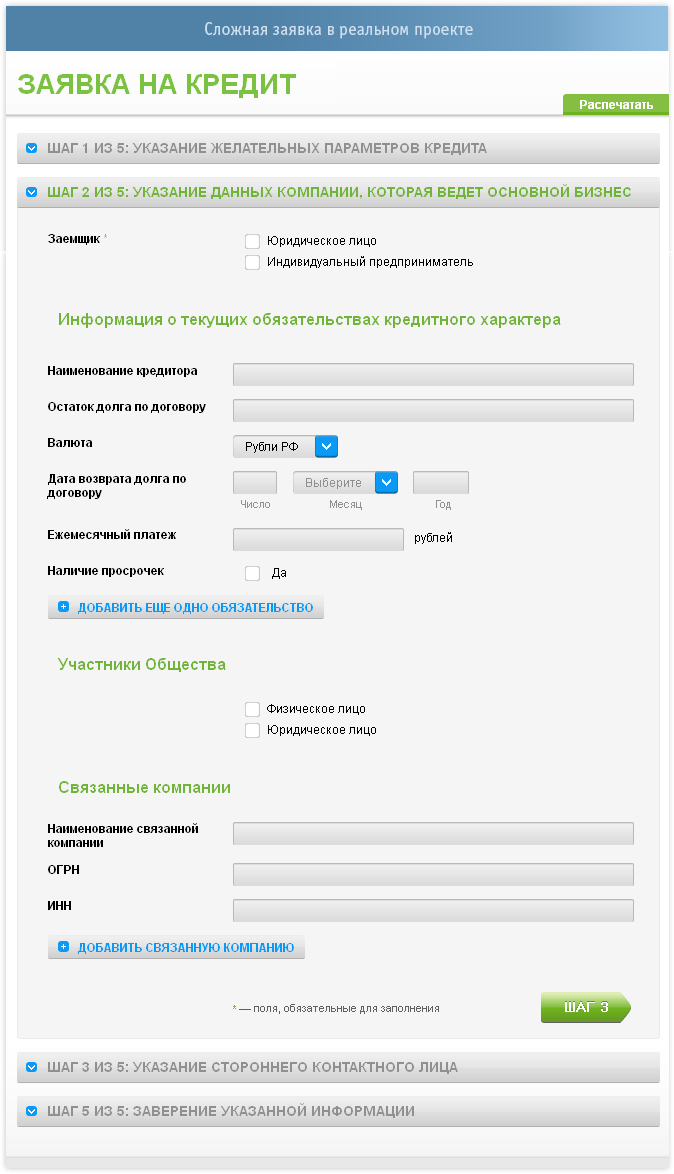 Сложная заявка в реальном проекте
ЗАЯВКА НА КРЕДИТ
Распечатать
ШАГ 1 ИЗ 5: УКАЗАНИЕ ЖЕЛАТЕЛЬНЫХ ПАРАМЕТРОВ КРЕДИТА
ШАГ 2 ИЗ 5: УКАЗАНИЕ ДАННЫХ КОМПАНИИ, КОТОРАЯ ВЕДЕТ ОСНОВНОЙ БИЗНЕС
Заемщик *
Юридическое лицо
Индивидуальный предприниматель
Информация о текущих обязательствах кредитного характера
Наименование кредитора
Остаток долга по договору
Валюта Рубли РФ
Дата возврата долга по
договору
Выберите
Число Месяц Год
Ежемесячный платеж рублей
Наличие просрочек Да
ДОБАВИТЬ ЕЩЕ ОДНО ОБЯЗАТЕЛЬСТВО
Участники Общества
Физическое лицо
Юридическое лицо
Связанные компании
Наименование связанной
компании
ОГРН
ИНН
ДОБАВИТЬ СВЯЗАННУЮ КОМПАНИЮ
* — поля, обязательные для заполнения
ШАГ 3
ШАГ 3 ИЗ 5: УКАЗАНИЕ СТОРОННЕГО КОНТАКТНОГО ЛИЦА
ШАГ 5 ИЗ 5: ЗАВЕРЕНИЕ УКАЗАННОЙ ИНФОРМАЦИИ